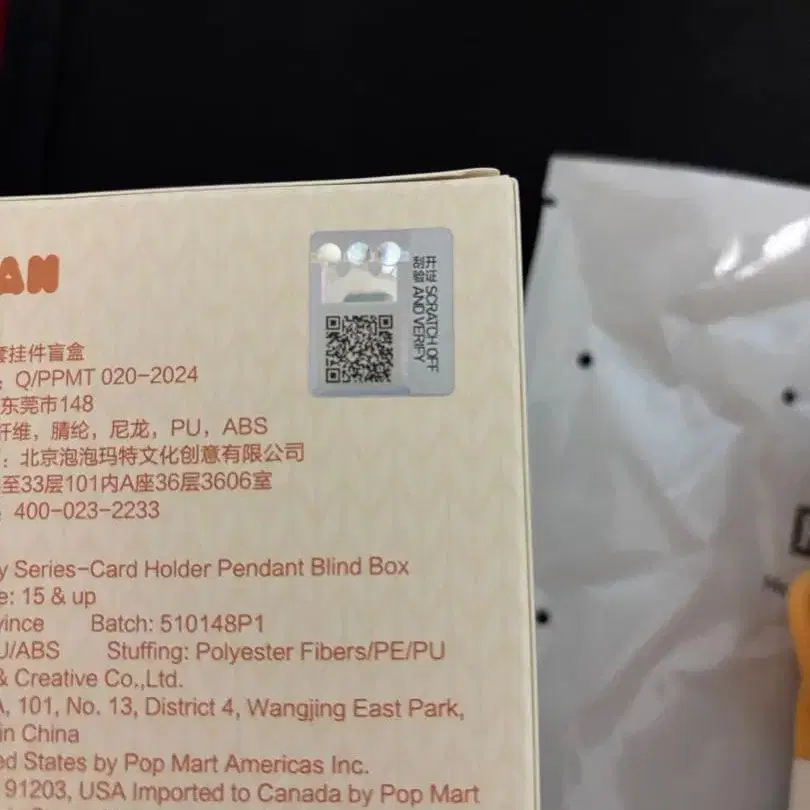 AN
套挂件盲盒
Q/PPMT 020-2024
东莞市148
纤维，腈纶，尼龙，PU，ABS
：北京泡泡玛特文化创意有限公司
至33层101内A座36层3606室
：400-023-2233
y Series-Card Holder Pendant Blind Box
e: 15 & up
vince Batch: 510148P1
U/ABS Stuffing: Polyester Fibers/PE/PU
& Creative Co.,Ltd.
A, 101, No. 13, District 4, Wangjing East Park,
in China
ed States by Pop Mart Americas Inc.
91203, USA Imported to Canada by Pop Mart
SCRATCH OFF
AND VERIFY